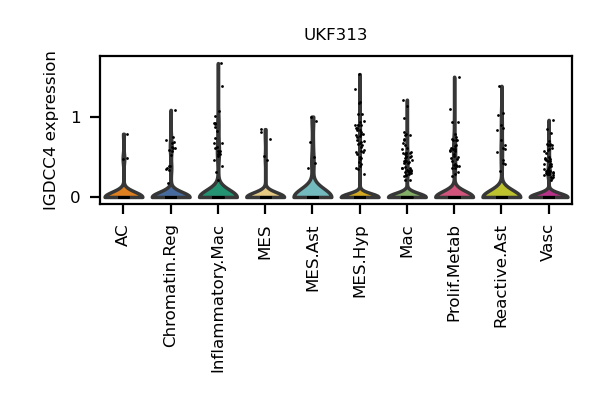 UKF313
IGDCC4 expression
1
0
AC
Chromatin.Reg
Inflammatory.Mac
MES
MES.Ast
MES.Hyp
Mac
Prolif.Metab
Reactive.Ast
Vasc